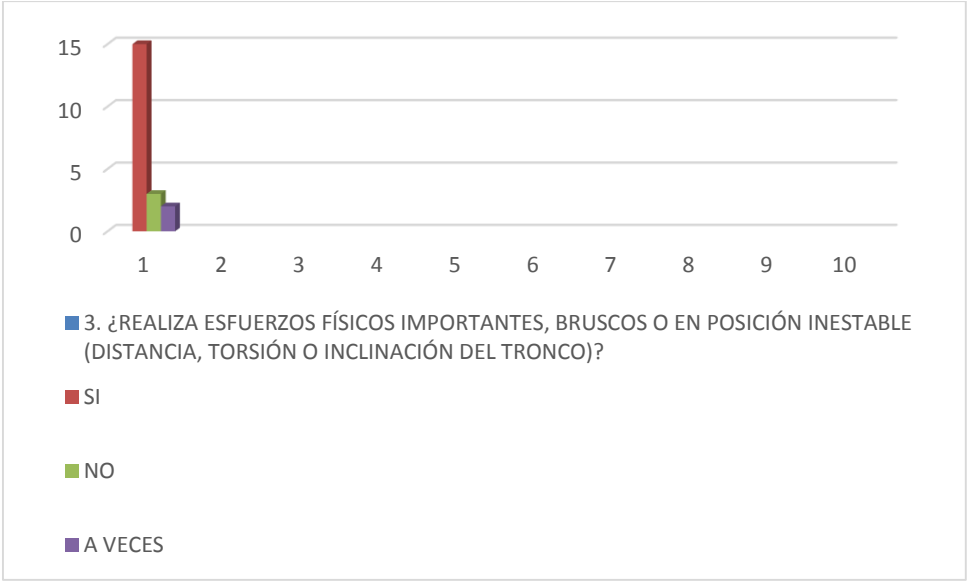 15
10
5
0
1 2 3 4 5 6 7 8 9 10
3. ¿REALIZA ESFUERZOS FÍSICOS IMPORTANTES, BRUSCOS O EN POSICIÓN INESTABLE
(DISTANCIA, TORSIÓN O INCLINACIÓN DEL TRONCO)?
SI
NO
A VECES